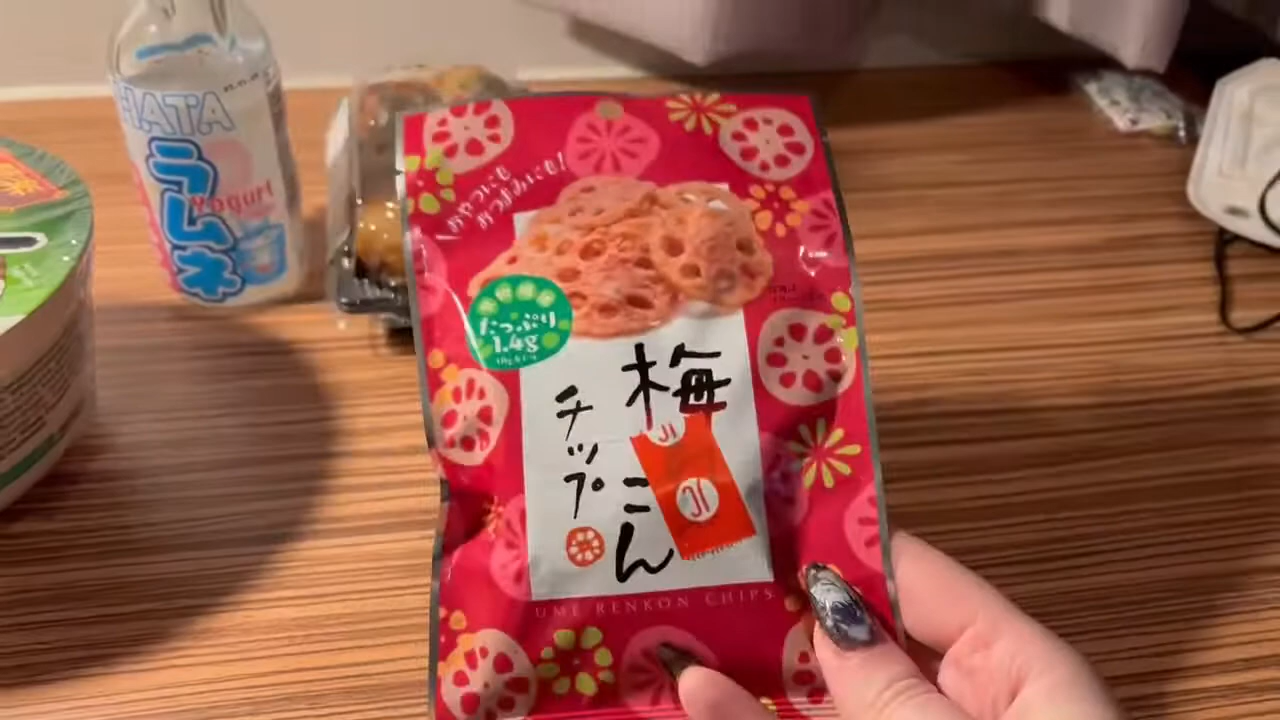 HATA
ラムネ
Yogurt
おやつにも
おつまみにも!
たっぷり
1.4g
梅 こん
チップ
UME RENKON CHIPS